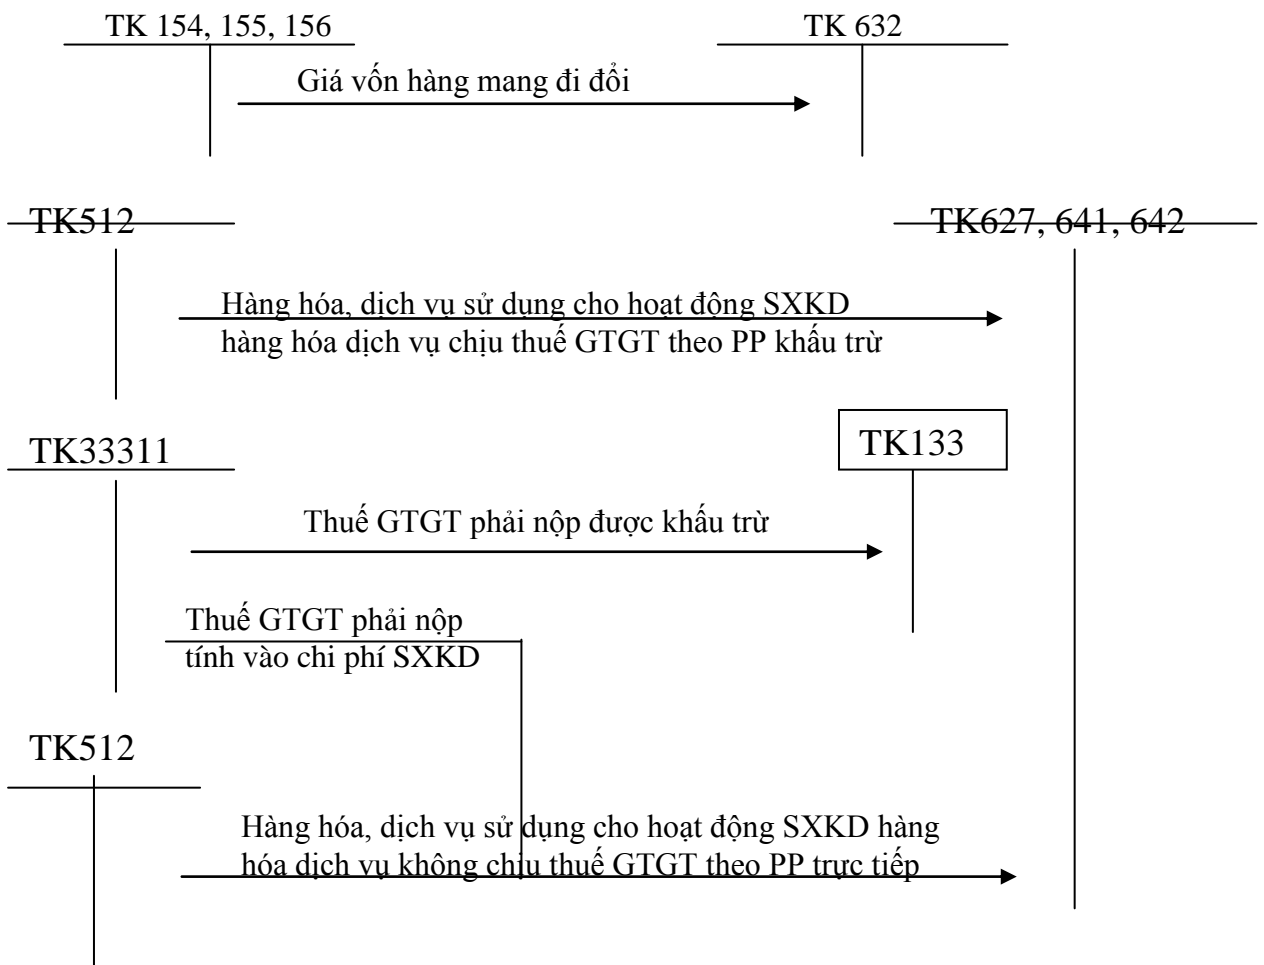 TK 154, 155, 156
TK 632
Giá vốn hàng mang đi đổi
TK512
TK627, 641, 642
Hàng hóa, dịch vụ sử dụng cho hoạt động SXKD
hàng hóa dịch vụ chịu thuế GTGT theo PP khấu trừ
TK33311
TK133
Thuế GTGT phải nộp được khấu trừ
Thuế GTGT phải nộp
tính vào chi phí SXKD
TK512
Hàng hóa, dịch vụ sử dụng cho hoạt động SXKD hàng
hóa dịch vụ không chịu thuế GTGT theo PP trực tiếp